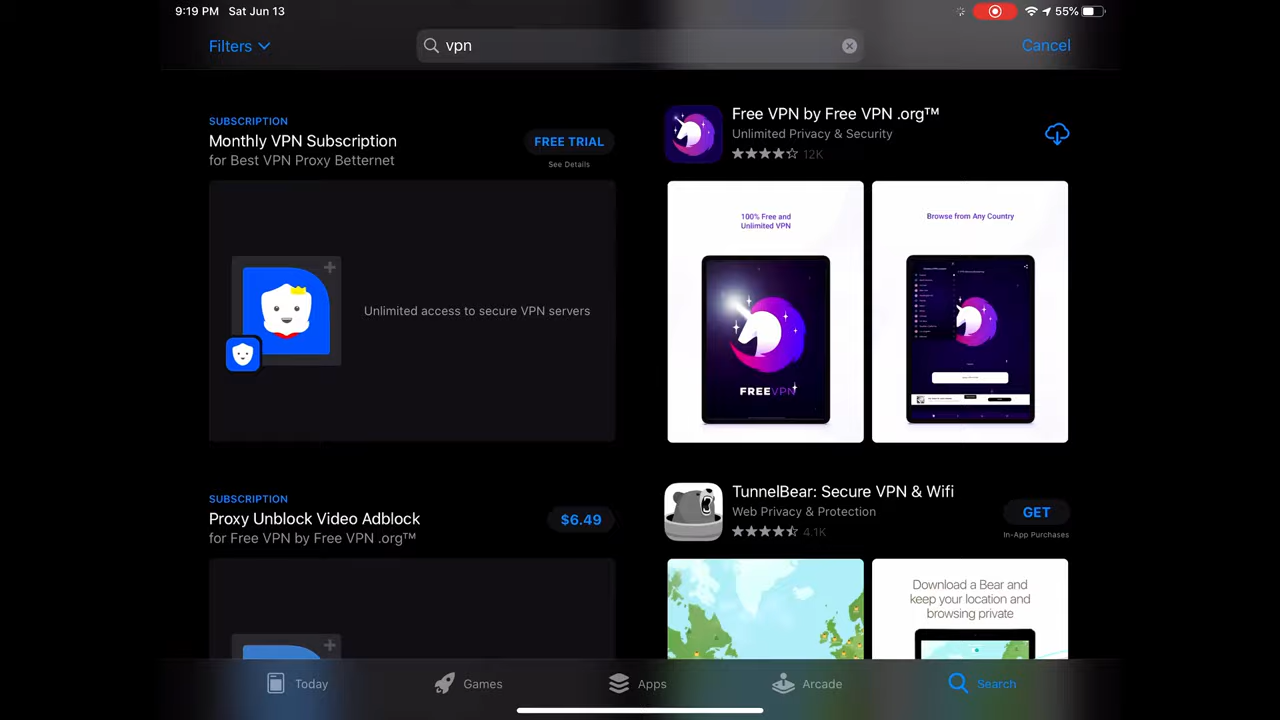 9:19 PM Sat Jun 13
55%
Filters
vpn
Cancel
SUBSCRIPTION
Monthly VPN Subscription
for Best VPN Proxy Betternet
FREE TRIAL
See Details
Unlimited access to secure VPN servers
Free VPN by Free VPN .org™
Unlimited Privacy & Security
12K
100% Free and
Unlimited VPN
FREEVPN
Browse from Any Country
SUBSCRIPTION
Proxy Unblock Video Adblock
for Free VPN by Free VPN .org™
$6.49
TunnelBear: Secure VPN & Wifi
Web Privacy & Protection
4.1K
GET
In-App Purchases
Download a Bear and
keep your location and
browsing private
Today
Games
Apps
Arcade
Search